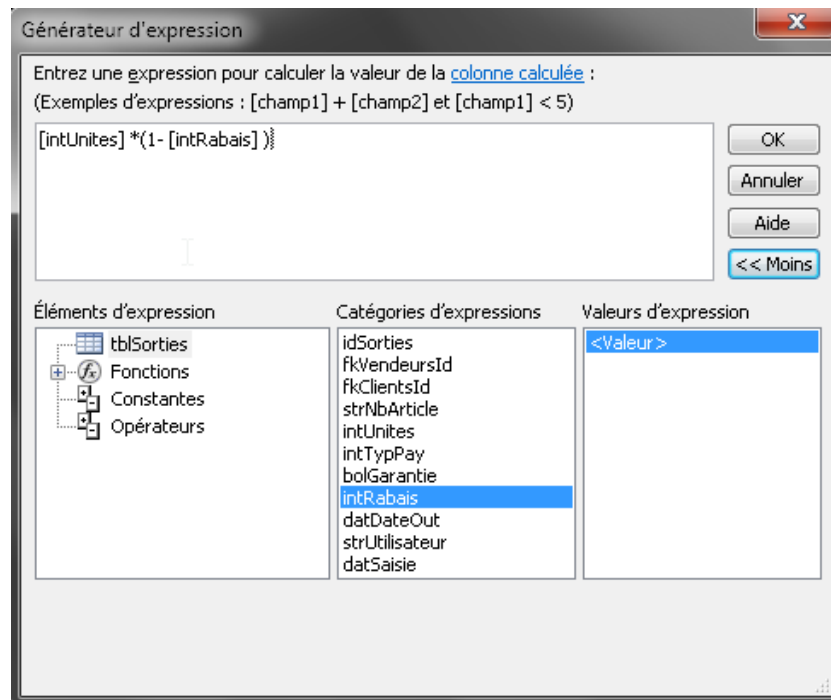 Générateur d'expression
Entrez une expression pour calculer la valeur de la colonne calculée :
(Exemples d'expressions : [champ1] + [champ2] et [champ1] < 5)
[intUnites] *(1- [intRabais] )
OK
Annuler
Aide
<< Moins
Éléments d'expression
tblSorties
Fonctions
Constantes
Opérateurs
Catégories d'expressions
idSorties
fkVendeursId
fkClientsId
strNbArticle
intUnites
intTypPay
bolGarantie
intRabais
datDateOut
strUtilisateur
datSaisie
Valeurs d'expression
<Valeur>